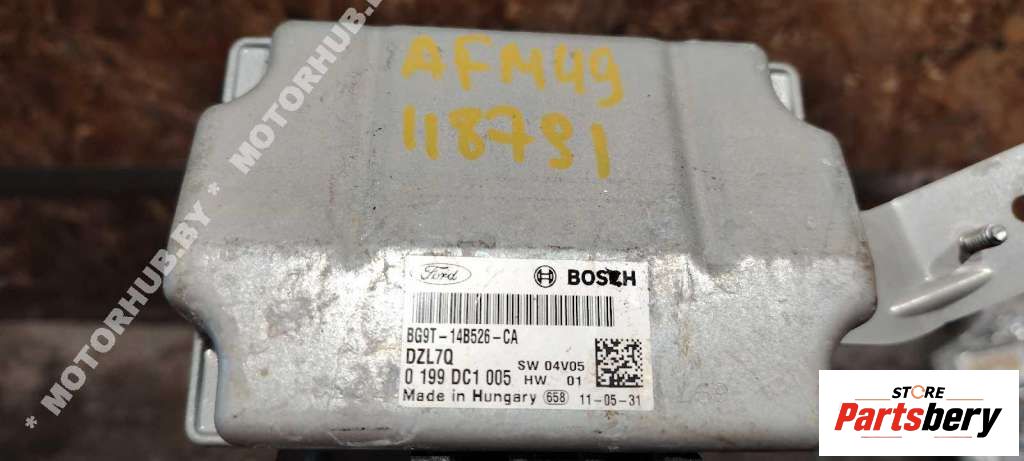 AFM49
118791
* MOTORHUB.BY * MOTORHUB.BY
Ford BOSCH
BG9T-14B526-CA
DZL7Q SW 04V05
0 199 DC1 005 HW 01
Made in Hungary 658 11-05-31
STORE
Partsbery